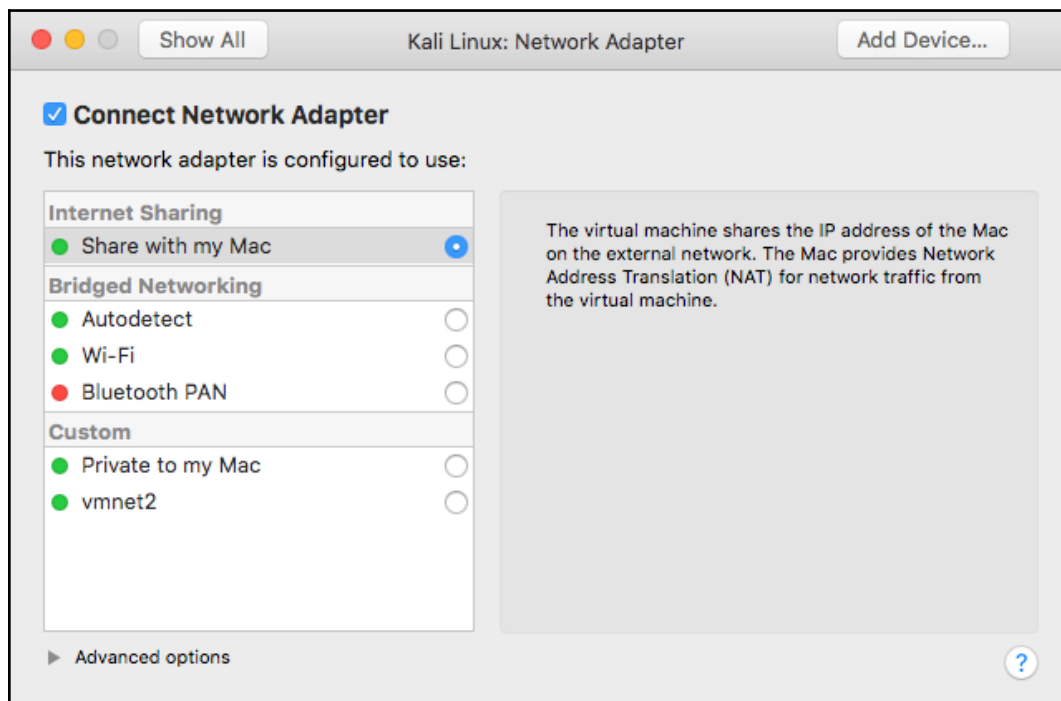 Show All
Kali Linux: Network Adapter
Add Device...
Connect Network Adapter
This network adapter is configured to use:
Internet Sharing
Share with my Mac
Bridged Networking
Autodetect
Wi-Fi
Bluetooth PAN
Custom
Private to my Mac
vmnet2
The virtual machine shares the IP address of the Mac
on the external network. The Mac provides Network
Address Translation (NAT) for network traffic from
the virtual machine.
Advanced options
?